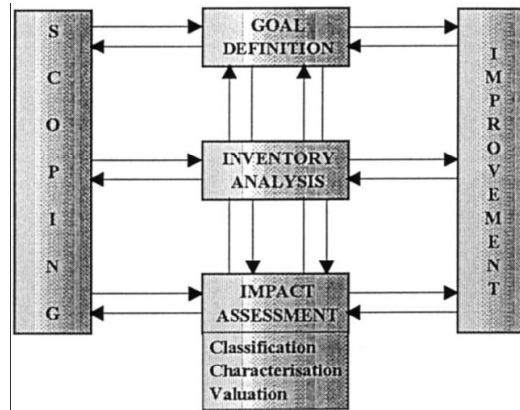 SCOPING
GOAL
DEFINITION
INVENTORY
ANALYSIS
IMPACT
ASSESSMENT
Classification
Characterisation
Valuation
IMPROVEMENT